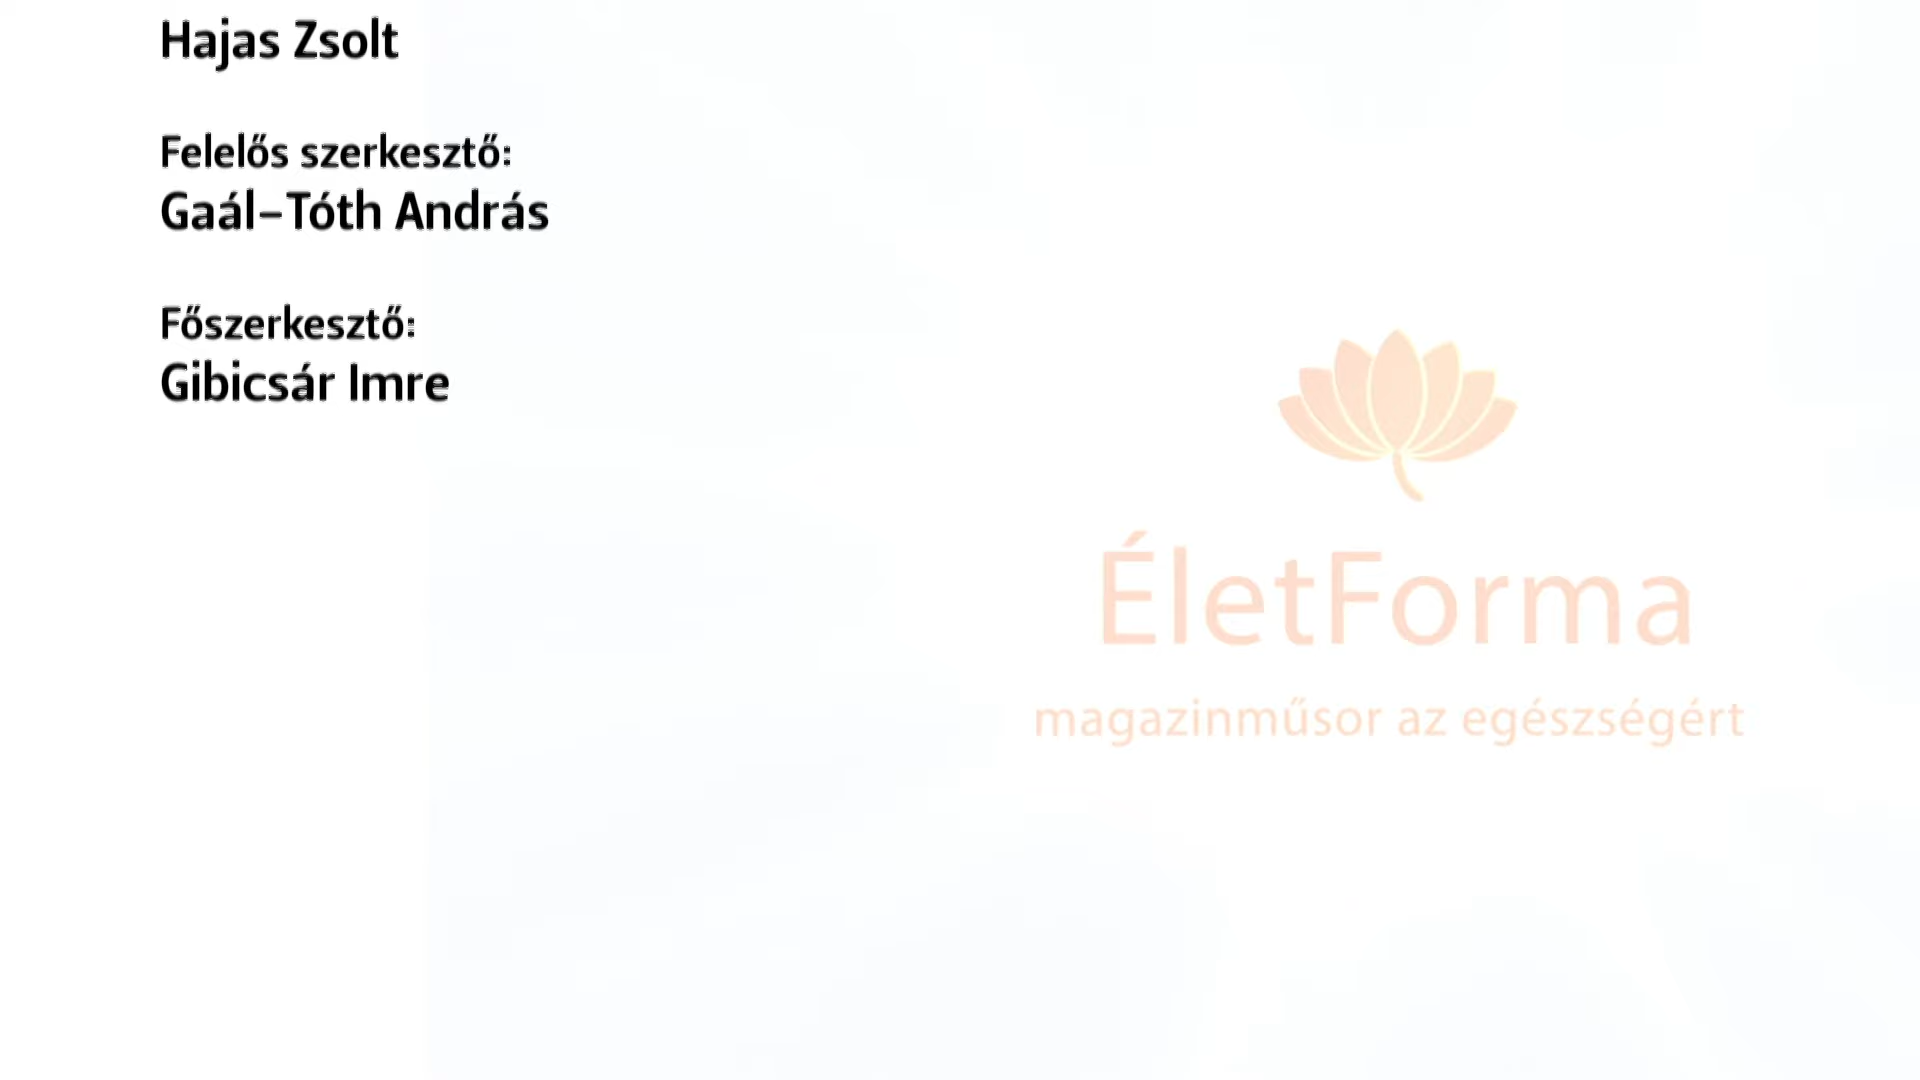 Hajas Zsolt
Felelős szerkesztő:
Gaál-Tóth András
Főszerkesztő:
Gibicsár Imre
ÉletForma
magazinműsor az egészségért